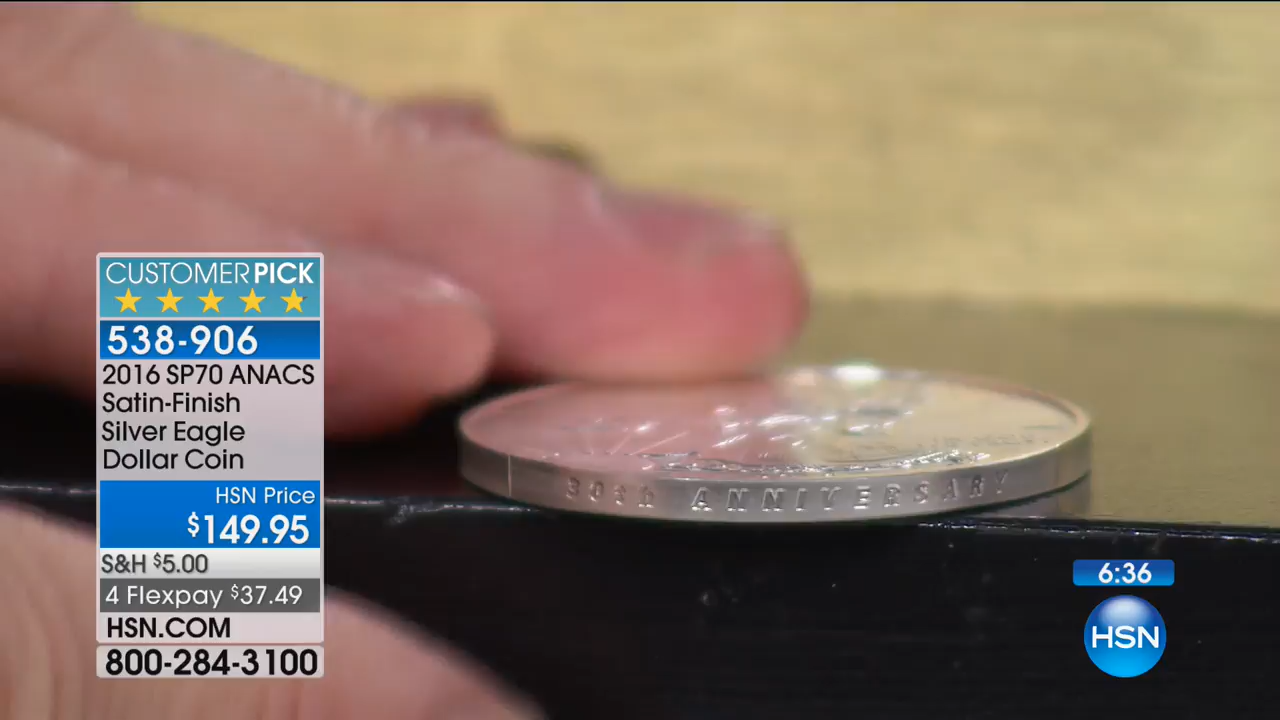 CUSTOMERPICK
538-906
2016 SP70 ANACS
Satin-Finish
Silver Eagle
Dollar Coin
HSN Price
$149.95
S&H $5.00
4 Flexpay $37.49
HSN.COM
800-284-3100
30th ANNIVERSARY
6:36
HSN